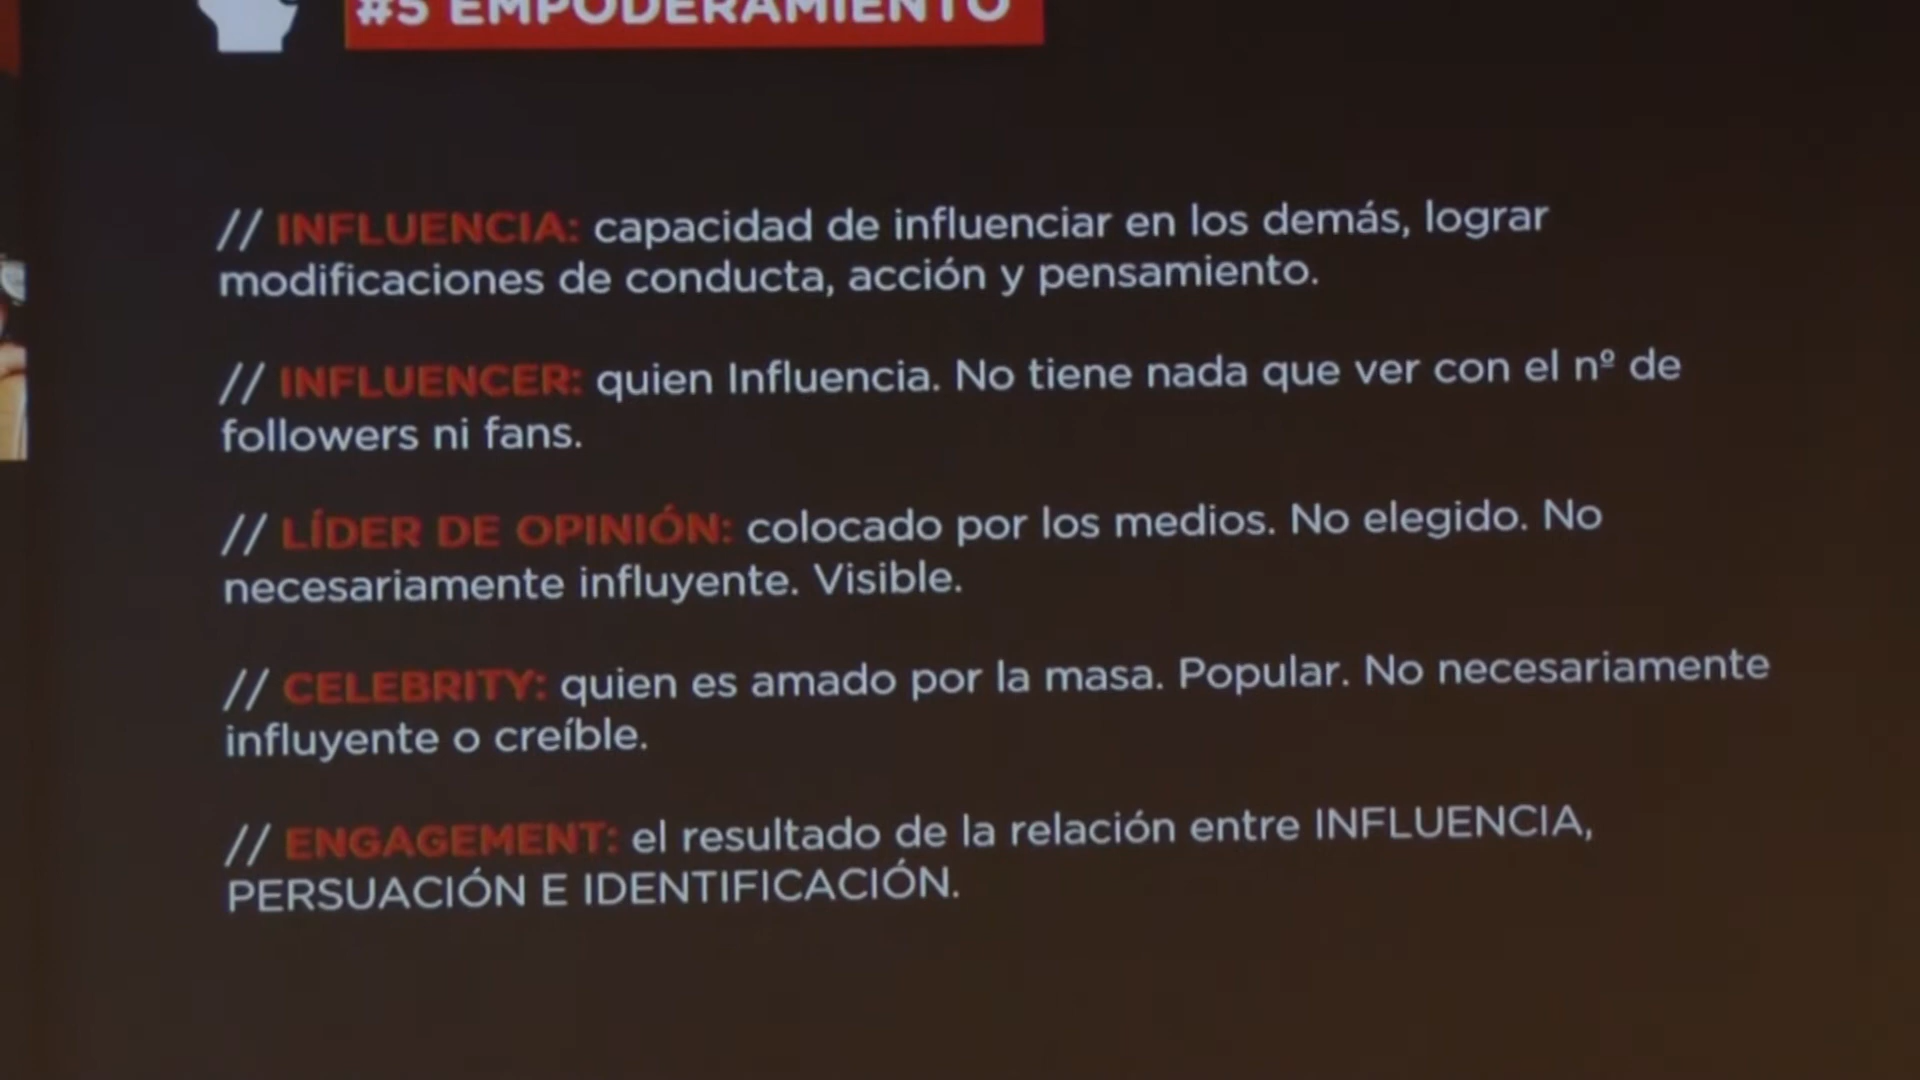 #5 EMPODERAMIENTO
// INFLUENCIA: capacidad de influenciar en los demás, lograr
modificaciones de conducta, acción y pensamiento.
// INFLUENCER: quien Influencia. No tiene nada que ver con el nº de
followers ni fans.
// LÍDER DE OPINIÓN: colocado por los medios. No elegido. No
necesariamente influyente. Visible.
// CELEBRITY: quien es amado por la masa. Popular. No necesariamente
influyente o creíble.
// ENGAGEMENT: el resultado de la relación entre INFLUENCIA,
PERSUACIÓN E IDENTIFICACIÓN.